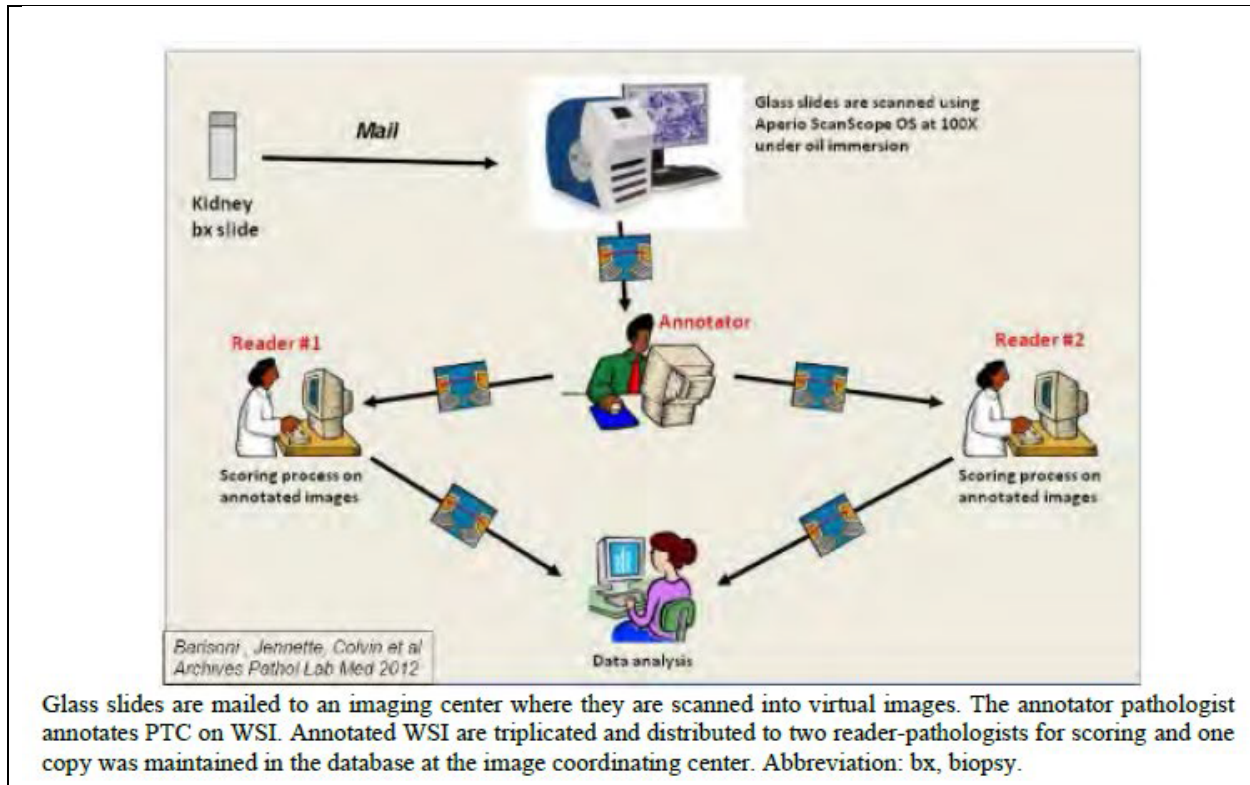 Mail
Glass slides are scanned using
Aperio ScanScope OS at 100X
under oil immersion
Kidney
bx slide
Annotator
Reader #1
Reader #2
Scoring process on
annotated images
Scoring process on
annotated images
Data analysis
Barisoni , Jennette, Colvin et al
Archives Pathol Lab Med 2012
Glass slides are mailed to an imaging center where they are scanned into virtual images. The annotator pathologist
annotates PTC on WSI. Annotated WSI are triplicated and distributed to two reader-pathologists for scoring and one
copy was maintained in the database at the image coordinating center. Abbreviation: bx, biopsy.